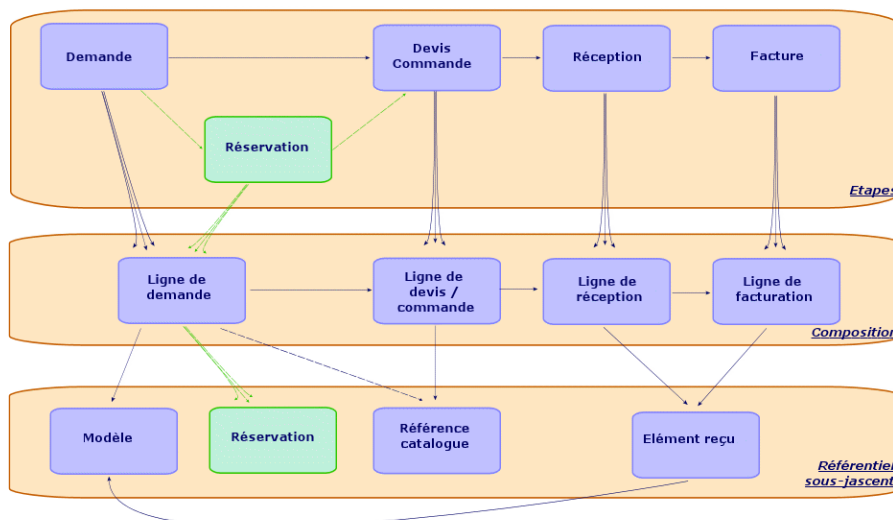 Demande
Devis
Commande
Réception
Facture
Réservation
Etapes
Ligne de
demande
Ligne de
devis /
commande
Ligne de
réception
Ligne de
facturation
Composition
Modèle
Réservation
Référence
catalogue
Elément reçu
Référentiel
sous-jascent